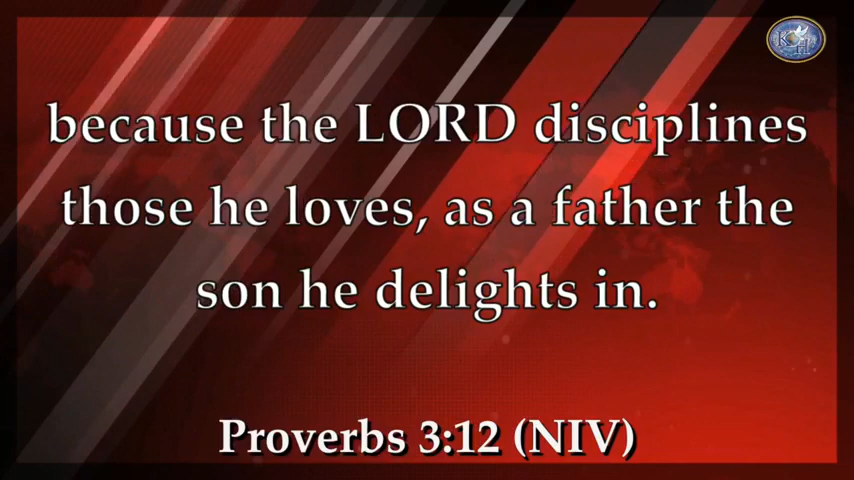 because the LORD disciplines
those he loves, as a father the
son he delights in.
Proverbs 3:12 (NIV)